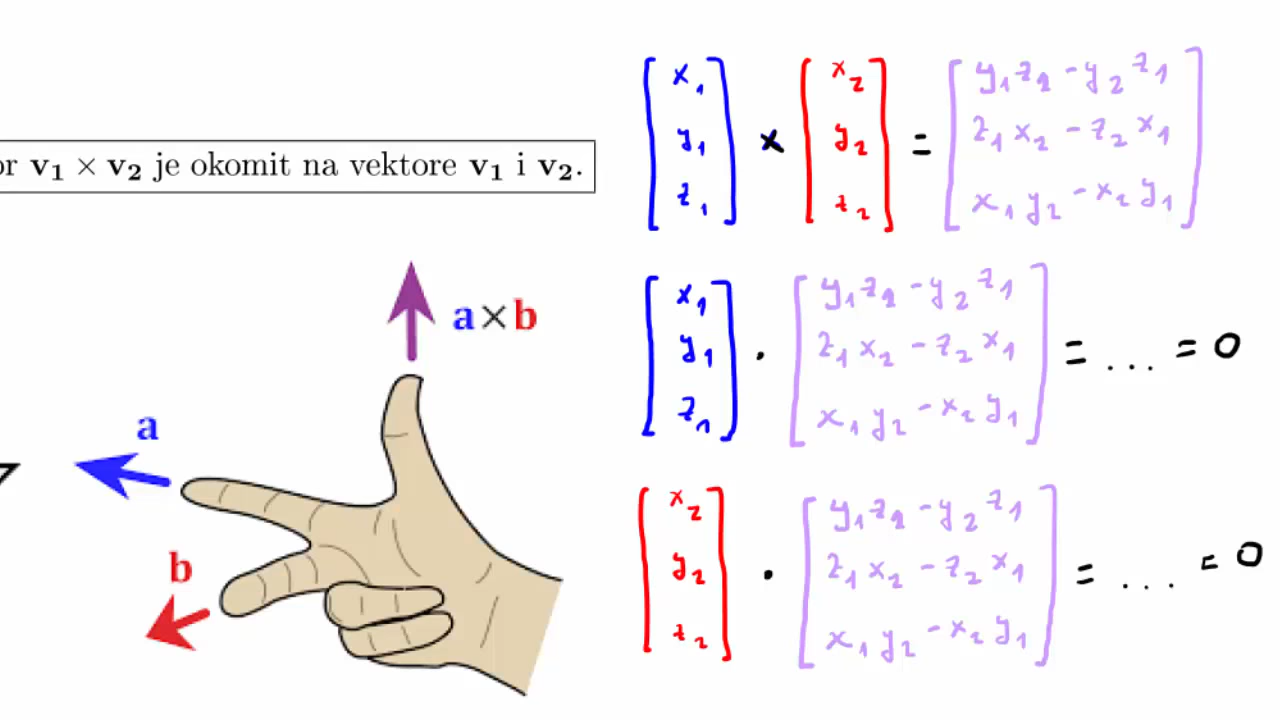 or v₁ × v₂ je okomit na vektore v₁ i v₂.
a×b
a
b
[x₁ y₁ z₁] × [x₂ y₂ z₂] = [y₁z₂ - y₂z₁ z₁x₂ - z₂x₁ x₁y₂ - x₂y₁]
[x₁ y₁ z₁] · [y₁z₂ - y₂z₁ z₁x₂ - z₂x₁ x₁y₂ - x₂y₁] = ... = 0
[x₂ y₂ z₂] · [y₁z₂ - y₂z₁ z₁x₂ - z₂x₁ x₁y₂ - x₂y₁] = ... = 0